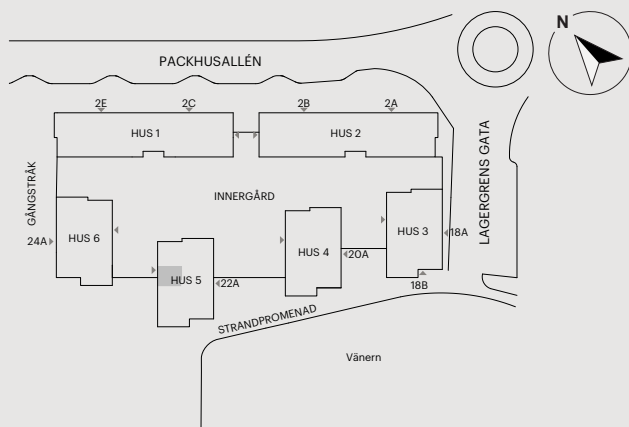 N
PACKHUSALLÉN
2E
2C
2B
2A
HUS 1
HUS 2
LAGERGRENS GATA
GÅNGSTRÅK
INNERGÅRD
24A
HUS 6
HUS 3
18A
HUS 4
20A
HUS 5
22A
18B
STRANDPROMENAD
Vänern